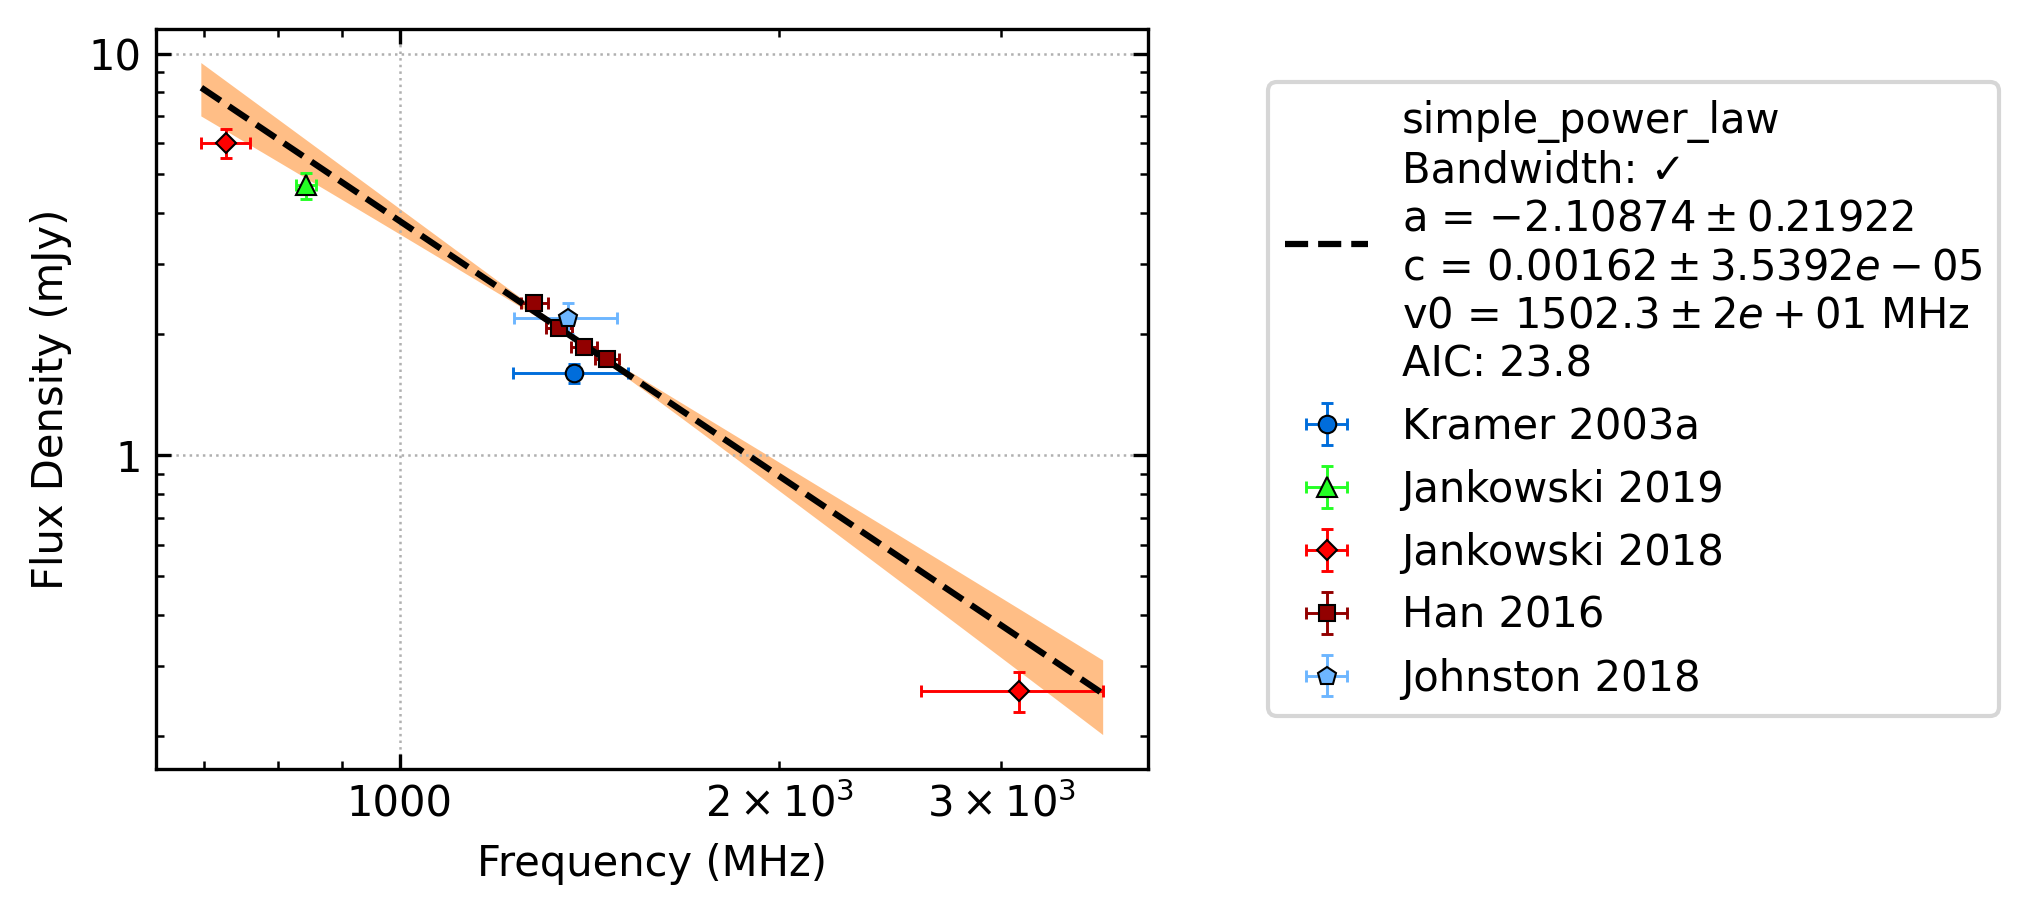 10
1
Flux Density (mJy)
1000
2 × 10³
3 × 10³
Frequency (MHz)
simple_power_law
Bandwidth: ✓
a = −2.10874 ± 0.21922
c = 0.00162 ± 3.5392e − 05
v0 = 1502.3 ± 2e + 01 MHz
AIC: 23.8
Kramer 2003a
Jankowski 2019
Jankowski 2018
Han 2016
Johnston 2018